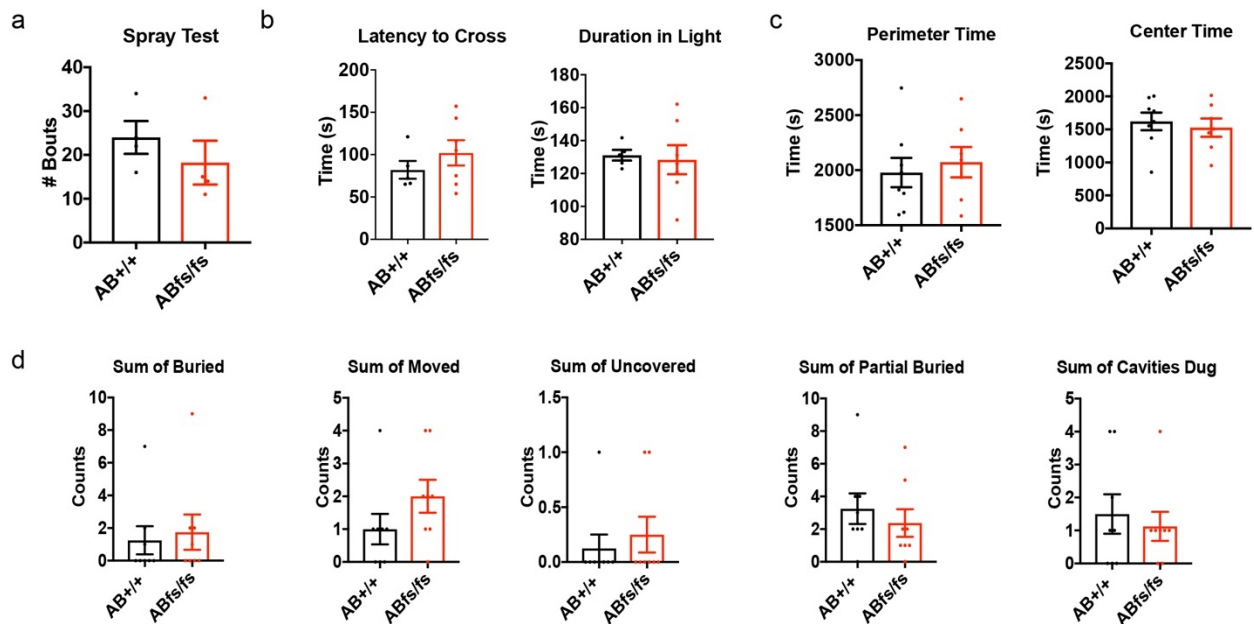 a
Spray Test
# Bouts
40
30
20
10
0
AB+/+
ABfs/fs
b
Latency to Cross
Time (s)
200
150
100
50
0
AB+/+
ABfs/fs
Duration in Light
Time (s)
180
160
140
120
100
80
AB+/+
ABfs/fs
c
Perimeter Time
Time (s)
3000
2500
2000
1500
AB+/+
ABfs/fs
Center Time
Time (s)
2500
2000
1500
1000
500
0
AB+/+
ABfs/fs
d
Sum of Buried
Counts
10
8
6
4
2
0
AB+/+
ABfs/fs
Sum of Moved
Counts
5
4
3
2
1
0
AB+/+
ABfs/fs
Sum of Uncovered
Counts
1.5
1.0
0.5
0.0
AB+/+
ABfs/fs
Sum of Partial Buried
Counts
10
8
6
4
2
0
AB+/+
ABfs/fs
Sum of Cavities Dug
Counts
5
4
3
2
1
0
AB+/+
ABfs/fs